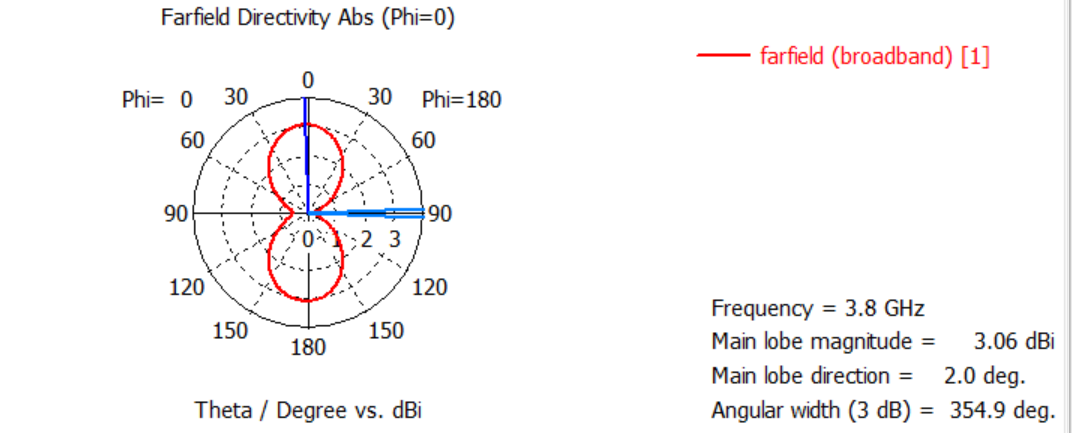 Farfield Directivity Abs (Phi=0)
farfield (broadband) [1]
0
Phi= 0 30 30 Phi=180
60 60
90 90
0 1 2 3
120 120
150 150
180
Frequency = 3.8 GHz
Main lobe magnitude = 3.06 dBi
Main lobe direction = 2.0 deg.
Angular width (3 dB) = 354.9 deg.
Theta / Degree vs. dBi